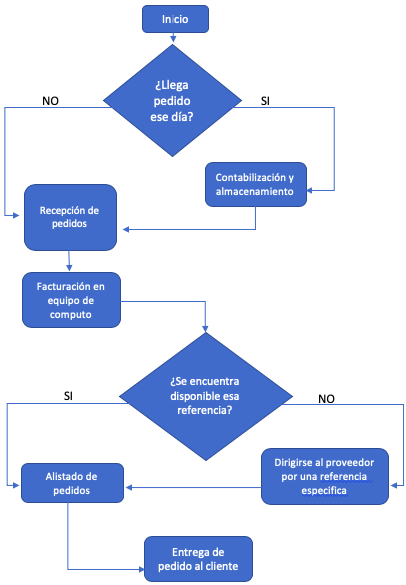 Inicio
¿Llega
pedido
ese día?
NO
SI
Contabilización y
almacenamiento
Recepción de
pedidos
Facturación en
equipo de
computo
¿Se encuentra
disponible esa
referencia?
SI
NO
Alistado de
pedidos
Dirigirse al proveedor
por una referencia
especifica
Entrega de
pedido al cliente